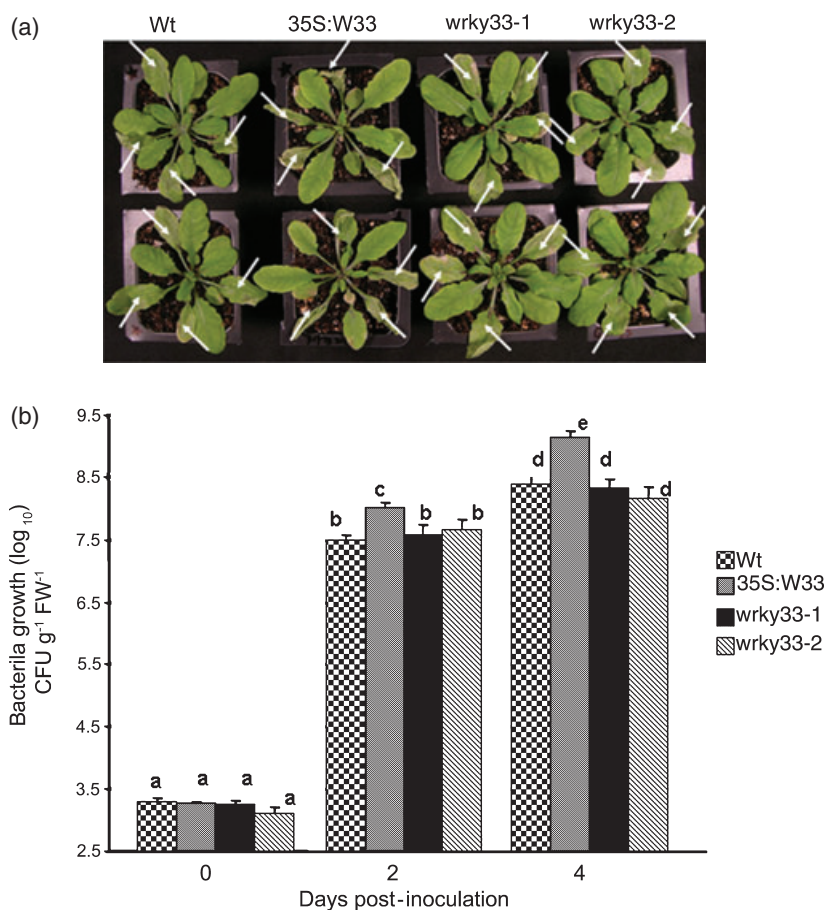 (a)
Wt 35S:W33 wrky33-1 wrky33-2
(b)
Bacterila growth (log 10)
CFU g-1 FW-1
9.5
8.5
7.5
6.5
5.5
4.5
3.5
2.5
a a a a
b c b b
d e d d
0 2 4
Days post-inoculation
Wt
35S:W33
wrky33-1
wrky33-2